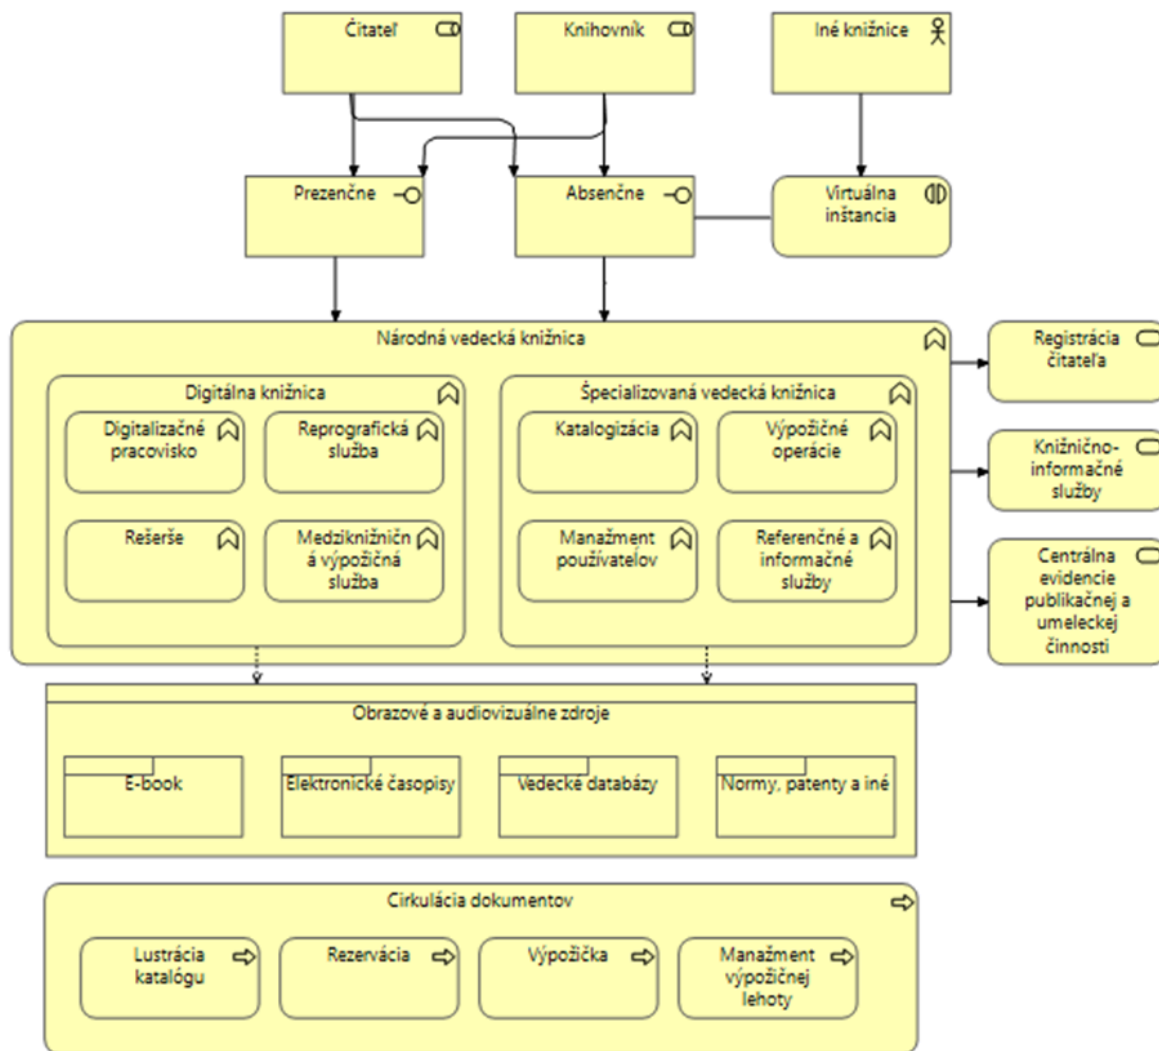 Čitateľ
Knihovník
Iné knižnice
Prezenčne
Absenčne
Virtuálna
inštancia
Národná vedecká knižnica
Registrácia
čitateľa
Digitálna knižnica
Špecializovaná vedecká knižnica
Digitalizačné
pracovisko
Reprografická
služba
Katalogizácia
Výpožičné
operácie
Knižnično-
informačné
služby
Rešerše
Medziknižničn
á výpožičná
služba
Manažment
používateľov
Referenčné a
informačné
služby
Centrálna
evidencie
publikačnej a
umeleckej
činnosti
Obrazové a audiovizuálne zdroje
E-book
Elektronické časopisy
Vedecké databázy
Normy, patenty a iné
Cirkulácia dokumentov
Lustrácia
katalógu
Rezervácia
Výpožička
Manažment
výpožičnej
lehoty